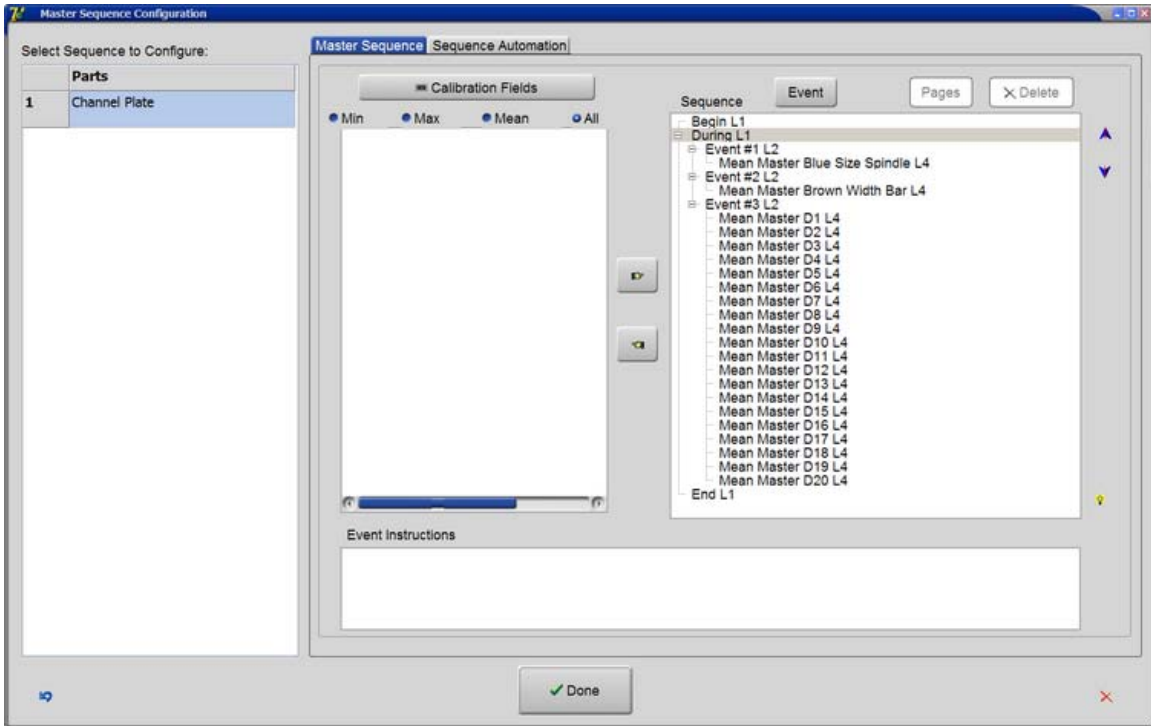 Master Sequence Configuration
Select Sequence to Configure:
Parts
1 Channel Plate
Master Sequence Sequence Automation
Calibration Fields
Min Max Mean All
Sequence Event Pages Delete
Begin L1
During L1
Event #1 L2
Mean Master Blue Size Spindle L4
Event #2 L2
Mean Master Brown Width Bar L4
Event #3 L2
Mean Master D1 L4
Mean Master D2 L4
Mean Master D3 L4
Mean Master D4 L4
Mean Master D5 L4
Mean Master D6 L4
Mean Master D7 L4
Mean Master D8 L4
Mean Master D9 L4
Mean Master D10 L4
Mean Master D11 L4
Mean Master D12 L4
Mean Master D13 L4
Mean Master D14 L4
Mean Master D15 L4
Mean Master D16 L4
Mean Master D17 L4
Mean Master D18 L4
Mean Master D19 L4
Mean Master D20 L4
End L1
Event Instructions
Done